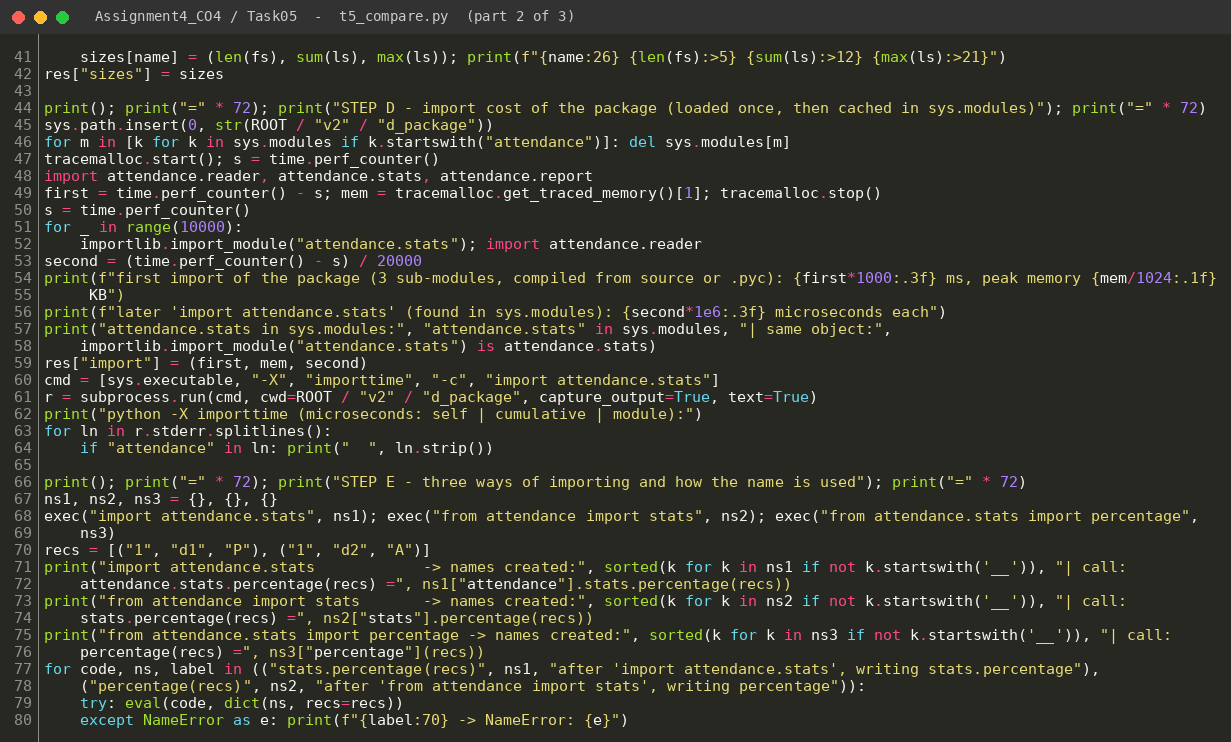 Assignment4_CO4 / Task05  -  t5_compare.py  (part 2 of 3)
41     sizes[name] = (len(fs), sum(ls), max(ls)); print(f"{name:26} {len(fs):>5} {sum(ls):>12} {max(ls):>21}")
42 res["sizes"] = sizes
43
44 print(); print("=" * 72); print("STEP D - import cost of the package (loaded once, then cached in sys.modules)"); print("=" * 72)
45 sys.path.insert(0, str(ROOT / "v2" / "d_package"))
46 for m in [k for k in sys.modules if k.startswith("attendance")]: del sys.modules[m]
47 tracemalloc.start(); s = time.perf_counter()
48 import attendance.reader, attendance.stats, attendance.report
49 first = time.perf_counter() - s; mem = tracemalloc.get_traced_memory()[1]; tracemalloc.stop()
50 s = time.perf_counter()
51 for _ in range(10000):
52     importlib.import_module("attendance.stats"); import attendance.reader
53 second = (time.perf_counter() - s) / 20000
54 print(f"first import of the package (3 sub-modules, compiled from source or .pyc): {first*1000:.3f} ms, peak memory {mem/1024:.1f}
55      KB")
56 print(f"later 'import attendance.stats' (found in sys.modules): {second*1e6:.3f} microseconds each")
57 print("attendance.stats in sys.modules:", "attendance.stats" in sys.modules, "| same object:",
58     importlib.import_module("attendance.stats") is attendance.stats)
59 res["import"] = (first, mem, second)
60 cmd = [sys.executable, "-X", "importtime", "-c", "import attendance.stats"]
61 r = subprocess.run(cmd, cwd=ROOT / "v2" / "d_package", capture_output=True, text=True)
62 print("python -X importtime (microseconds: self | cumulative | module):")
63 for ln in r.stderr.splitlines():
64     if "attendance" in ln: print("  ", ln.strip())
65
66 print(); print("=" * 72); print("STEP E - three ways of importing and how the name is used"); print("=" * 72)
67 ns1, ns2, ns3 = {}, {}, {}
68 exec("import attendance.stats", ns1); exec("from attendance import stats", ns2); exec("from attendance.stats import percentage",
69     ns3)
70 recs = [("1", "d1", "P"), ("1", "d2", "A")]
71 print("import attendance.stats            -> names created:", sorted(k for k in ns1 if not k.startswith('__')), "| call:
72     attendance.stats.percentage(recs) =", ns1["attendance"].stats.percentage(recs))
73 print("from attendance import stats       -> names created:", sorted(k for k in ns2 if not k.startswith('__')), "| call:
74     stats.percentage(recs) =", ns2["stats"].percentage(recs))
75 print("from attendance.stats import percentage -> names created:", sorted(k for k in ns3 if not k.startswith('__')), "| call:
76     percentage(recs) =", ns3["percentage"](recs))
77 for code, ns, label in (("stats.percentage(recs)", ns1, "after 'import attendance.stats', writing stats.percentage"),
78     ("percentage(recs)", ns2, "after 'from attendance import stats', writing percentage")):
79     try: eval(code, dict(ns, recs=recs))
80     except NameError as e: print(f"{label:70} -> NameError: {e}")